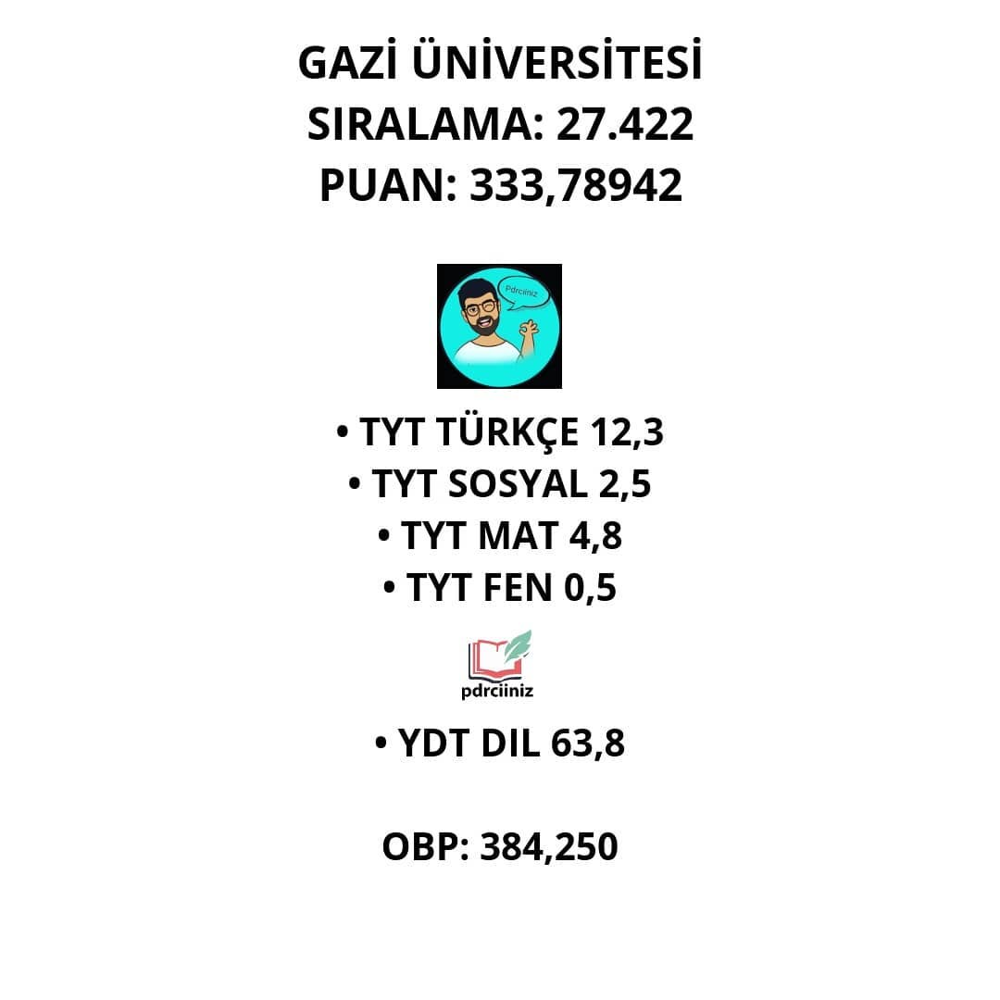 GAZİ ÜNİVERSİTESİ
SIRALAMA: 27.422
PUAN: 333,78942
Pdrciiniz
• TYT TÜRKÇE 12,3
• TYT SOSYAL 2,5
• TYT MAT 4,8
• TYT FEN 0,5
pdrciiniz
• YDT DIL 63,8
OBP: 384,250